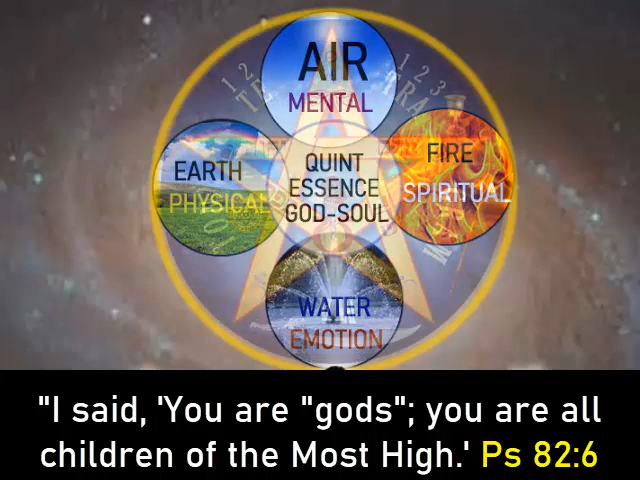 AIR
MENTAL
EARTH
PHYSICAL
QUINT
ESSENCE
GOD-SOUL
FIRE
SPIRITUAL
WATER
EMOTION
"I said, 'You are "gods"; you are all
children of the Most High.' Ps 82:6